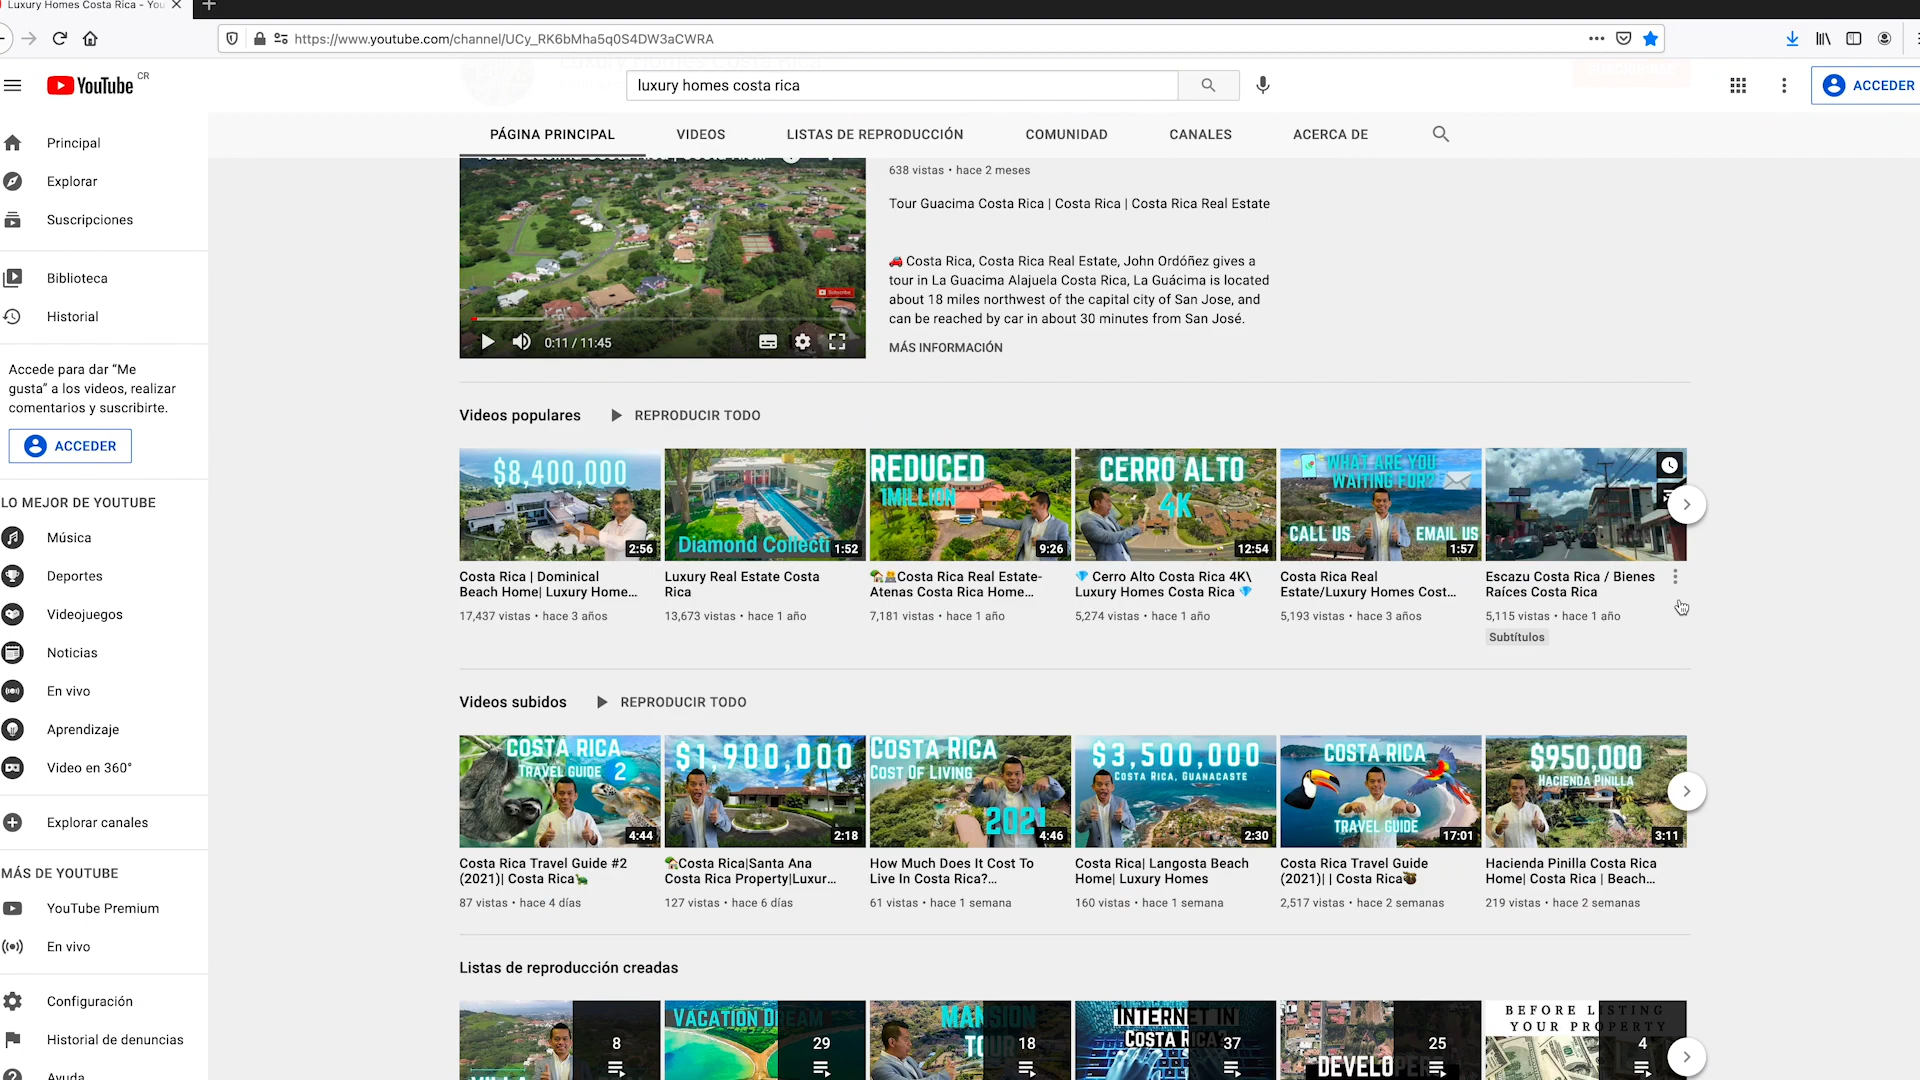 Luxury Homes Costa Rica - You
https://www.youtube.com/channel/UCy_RK6bMha5q0S4DW3aCWRA
YouTube CR
luxury homes costa rica
ACCEDER
PÁGINA PRINCIPAL
VIDEOS
LISTAS DE REPRODUCCIÓN
COMUNIDAD
CANALES
ACERCA DE
Principal
Explorar
Suscripciones
Biblioteca
Historial
Accede para dar “Me
gusta” a los videos, realizar
comentarios y suscribirte.
ACCEDER
LO MEJOR DE YOUTUBE
Música
Deportes
Videojuegos
Noticias
En vivo
Aprendizaje
Video en 360°
Explorar canales
MÁS DE YOUTUBE
YouTube Premium
En vivo
Configuración
Historial de denuncias
Ayuda
Subscribe
0:11 / 11:45
638 vistas • hace 2 meses
Tour Guacima Costa Rica | Costa Rica | Costa Rica Real Estate
🚗 Costa Rica, Costa Rica Real Estate, John Ordóñez gives a
tour in La Guacima Alajuela Costa Rica, La Guácima is located
about 18 miles northwest of the capital city of San Jose, and
can be reached by car in about 30 minutes from San José.
MÁS INFORMACIÓN
Videos populares
REPRODUCIR TODO
$8,400,000
2:56
Costa Rica | Dominical
Beach Home| Luxury Home...
17,437 vistas • hace 3 años
Diamond Collecti
1:52
Luxury Real Estate Costa
Rica
13,673 vistas • hace 1 año
REDUCED
1MILLION
9:26
🏡👷Costa Rica Real Estate-
Atenas Costa Rica Home...
7,181 vistas • hace 1 año
CERRO ALTO
4K
12:54
💎 Cerro Alto Costa Rica 4K\
Luxury Homes Costa Rica 💎
5,274 vistas • hace 1 año
WHAT ARE YOU
WAITING FOR?
CALL US
EMAIL US
1:57
Costa Rica Real
Estate/Luxury Homes Cost...
5,193 vistas • hace 3 años
Escazu Costa Rica / Bienes
Raíces Costa Rica
5,115 vistas • hace 1 año
Subtítulos
Videos subidos
REPRODUCIR TODO
COSTA RICA
TRAVEL GUIDE 2
4:44
Costa Rica Travel Guide #2
(2021)| Costa Rica🐢
87 vistas • hace 4 días
$1,900,000
2:18
🏡Costa Rica|Santa Ana
Costa Rica Property|Luxur...
127 vistas • hace 6 días
COSTA RICA
COST OF LIVING
2021
4:46
How Much Does It Cost To
Live In Costa Rica?...
61 vistas • hace 1 semana
$3,500,000
COSTA RICA, GUANACASTE
2:30
Costa Rica| Langosta Beach
Home| Luxury Homes
160 vistas • hace 1 semana
COSTA RICA
TRAVEL GUIDE
17:01
Costa Rica Travel Guide
(2021)| | Costa Rica🦥
2,517 vistas • hace 2 semanas
$950,000
HACIENDA PINILLA
3:11
Hacienda Pinilla Costa Rica
Home| Costa Rica | Beach...
219 vistas • hace 2 semanas
Listas de reproducción creadas
8
VACATION DREAM
29
MANSION
18
INTERNET IN
COSTA RICA
37
DEVELOPER
25
BEFORE LISTING
YOUR PROPERTY
4